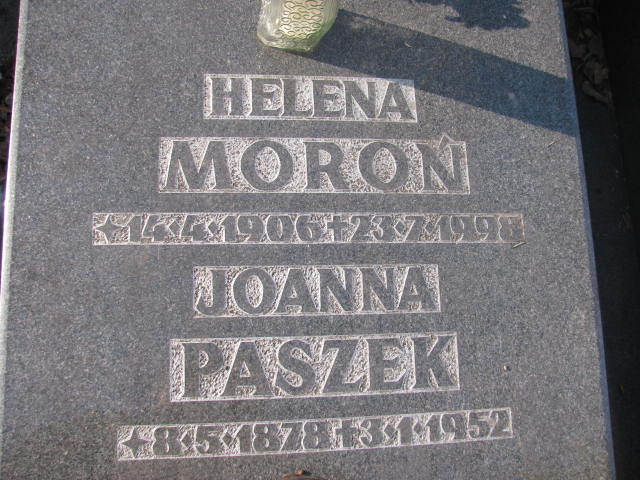 HELENA
MOROŃ
✶14·4·1906✝23·7·1998
JOANNA
PASZEK
✶8·5·1878✝3·1·1952